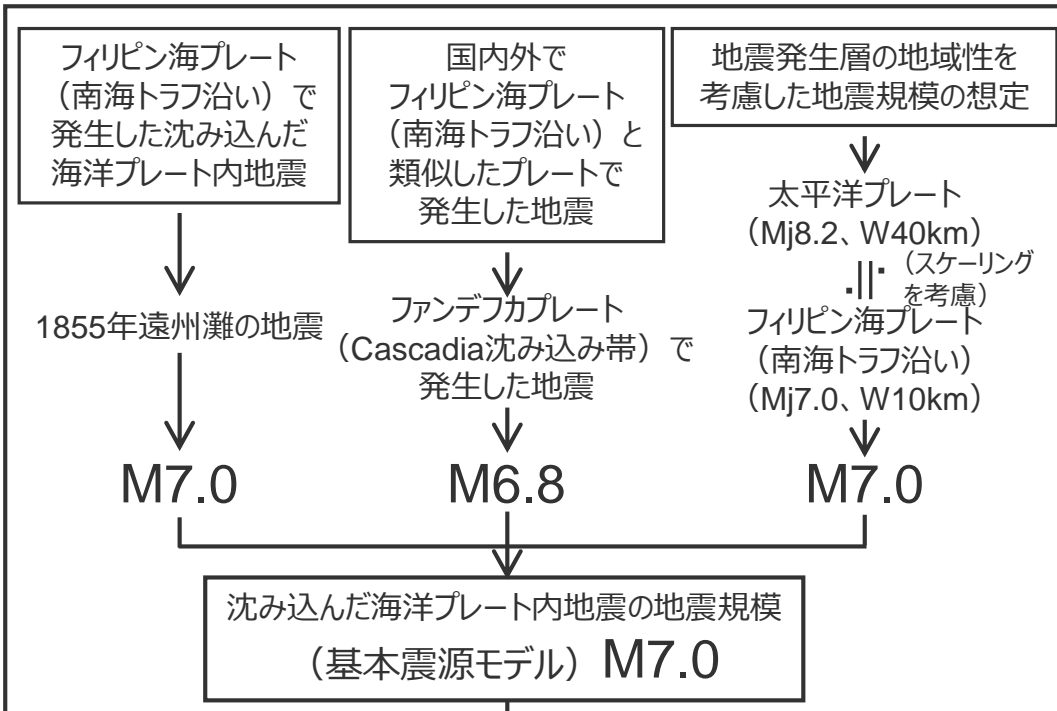 フィリピン海プレート
（南海トラフ沿い）で
発生した沈み込んだ
海洋プレート内地震
1855年遠州灘の地震
M7.0
国内外で
フィリピン海プレート
（南海トラフ沿い）と
類似したプレートで
発生した地震
ファンデフカプレート
（Cascadia沈み込み帯）で
発生した地震
M6.8
地震発生層の地域性を
考慮した地震規模の想定
太平洋プレート
（Mj8.2、W40km）
（スケーリング
を考慮）
フィリピン海プレート
（南海トラフ沿い）
（Mj7.0、W10km）
M7.0
沈み込んだ海洋プレート内地震の地震規模
（基本震源モデル）M7.0